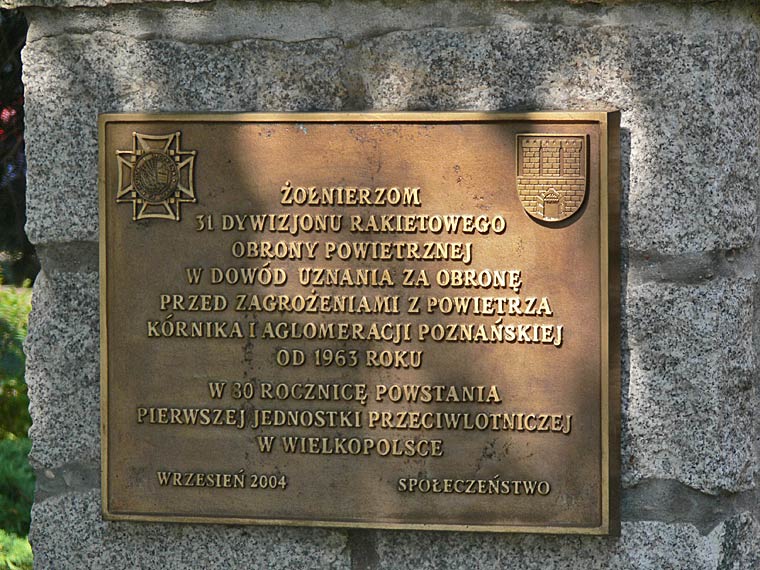 ŻOŁNIERZOM
31 DYWIZJONU RAKIETOWEGO
OBRONY POWIETRZNEJ
W DOWÓD UZNANIA ZA OBRONĘ
PRZED ZAGROŻENIAMI Z POWIETRZA
KÓRNIKA I AGLOMERACJI POZNAŃSKIEJ
OD 1963 ROKU
W 80 ROCZNICĘ POWSTANIA
PIERWSZEJ JEDNOSTKI PRZECIWLOTNICZEJ
W WIELKOPOLSCE
WRZESIEŃ 2004 SPOŁECZEŃSTWO